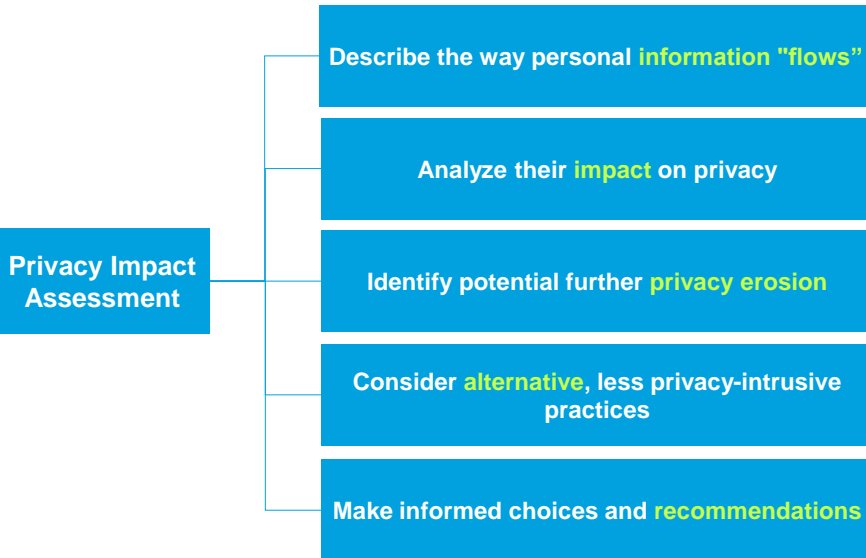 Describe the way personal information "flows”
Analyze their impact on privacy
Privacy Impact
Assessment
Identify potential further privacy erosion
Consider alternative, less privacy-intrusive
practices
Make informed choices and recommendations